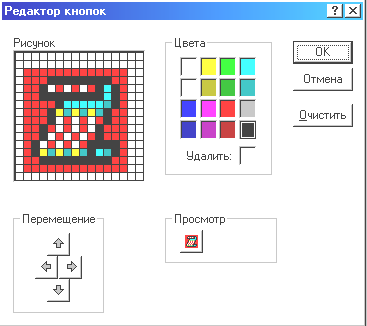 Редактор кнопок
Рисунок
Цвета
OK
Отмена
Очистить
Удалить:
Перемещение
Просмотр